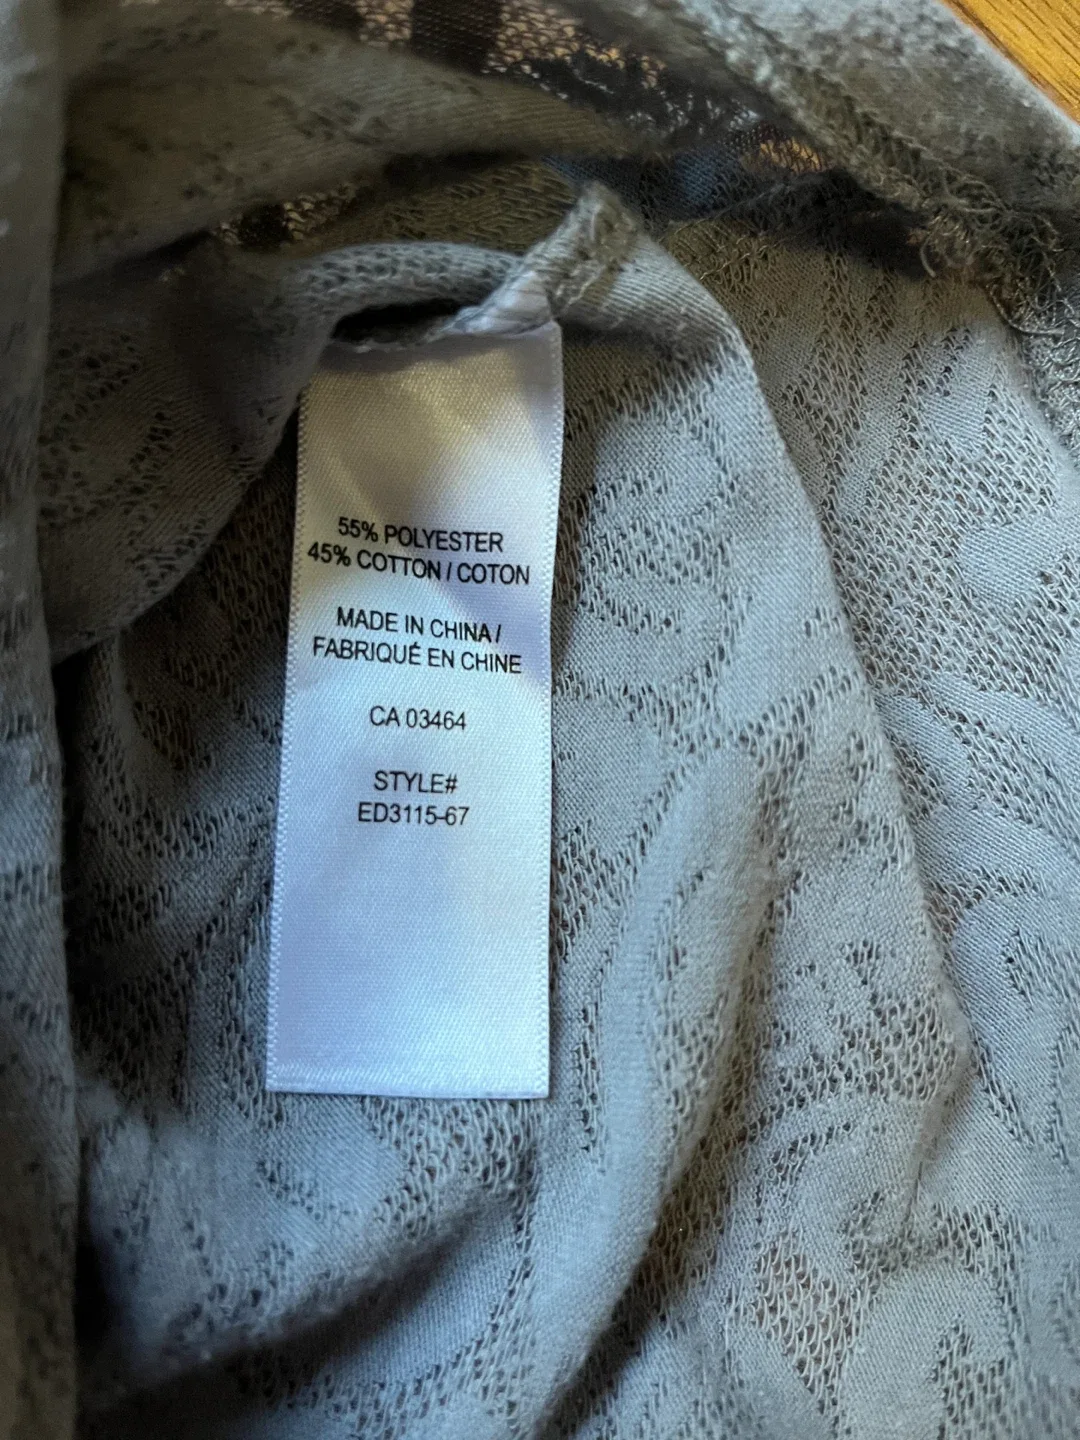 55% POLYESTER
45% COTTON / COTON
MADE IN CHINA /
FABRIQUÉ EN CHINE
CA 03464
STYLE#
ED3115-67